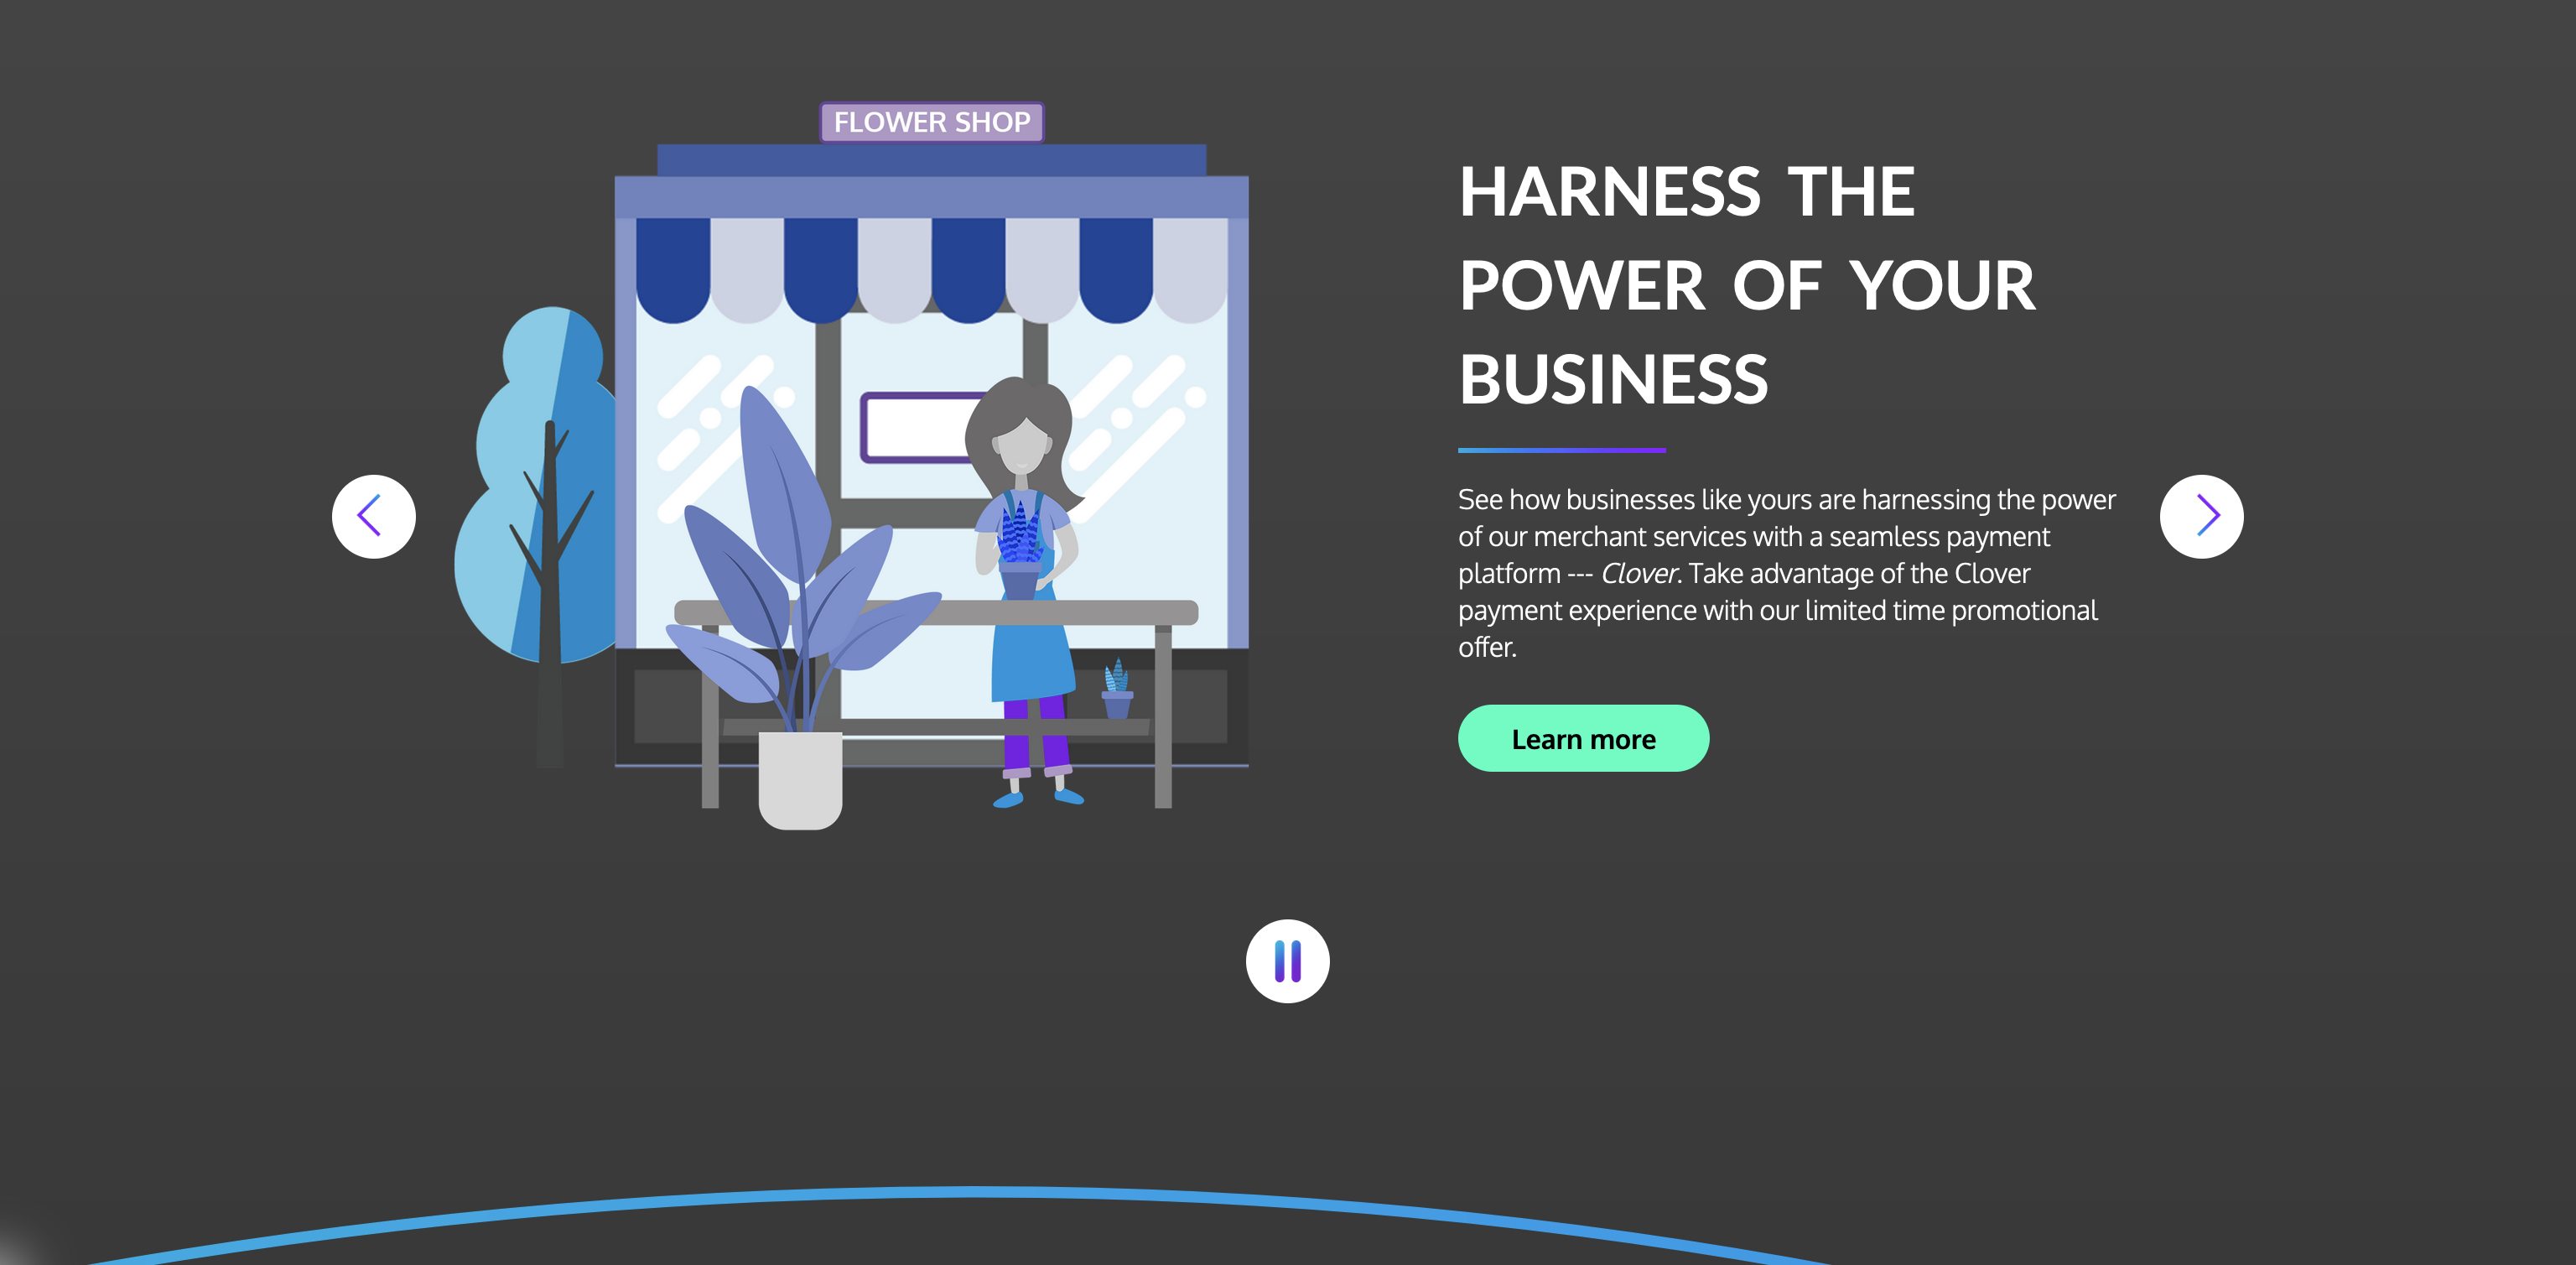 FLOWER SHOP
HARNESS THE
POWER OF YOUR
BUSINESS
See how businesses like yours are harnessing the power
of our merchant services with a seamless payment
platform --- Clover. Take advantage of the Clover
payment experience with our limited time promotional
offer.
Learn more